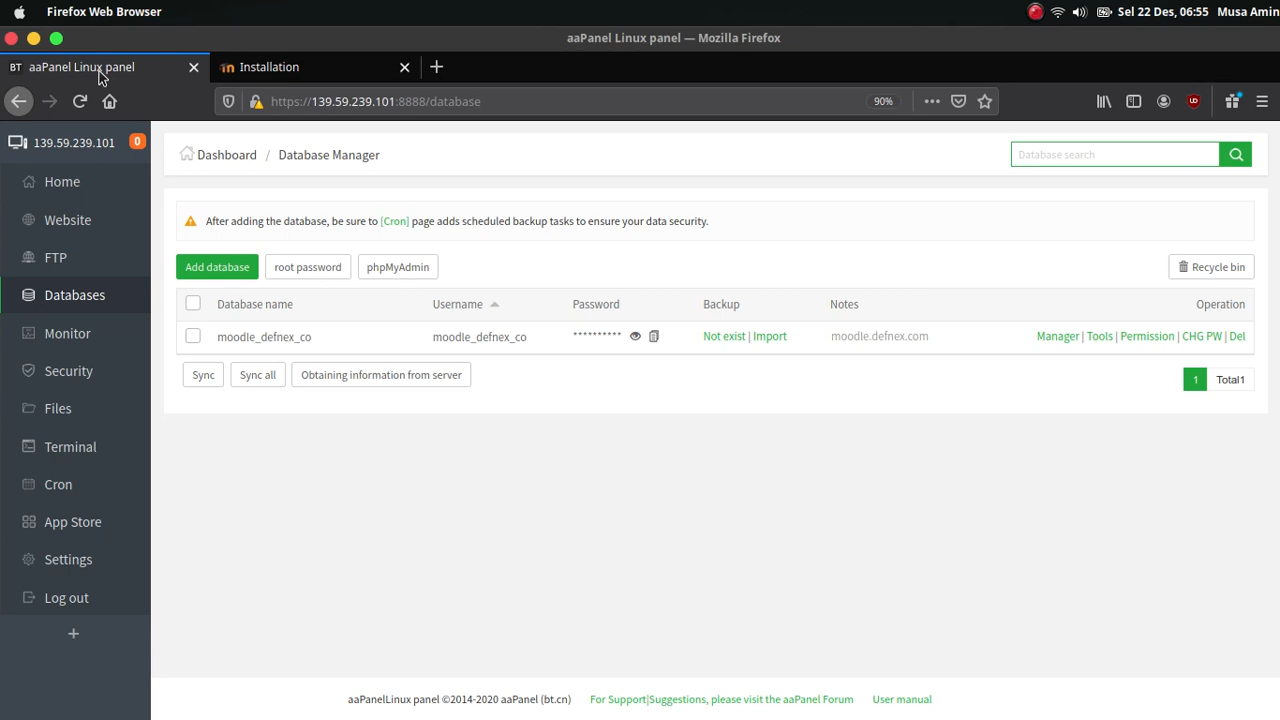 Firefox Web Browser
Sel 22 Des, 06:55 Musa Amin
aaPanel Linux panel — Mozilla Firefox
BT aaPanel Linux panel
Installation
https://139.59.239.101:8888/database
90%
139.59.239.101 0
Home
Website
FTP
Databases
Monitor
Security
Files
Terminal
Cron
App Store
Settings
Log out
Dashboard / Database Manager
Database search
After adding the database, be sure to [Cron] page adds scheduled backup tasks to ensure your data security.
Add database root password phpMyAdmin Recycle bin
Database name Username Password Backup Notes Operation
moodle_defnex_co moodle_defnex_co ********** Not exist | Import moodle.defnex.com Manager | Tools | Permission | CHG PW | Del
Sync Sync all Obtaining information from server
1 Total1
aaPanelLinux panel ©2014-2020 aaPanel (bt.cn) For Support|Suggestions, please visit the aaPanel Forum User manual